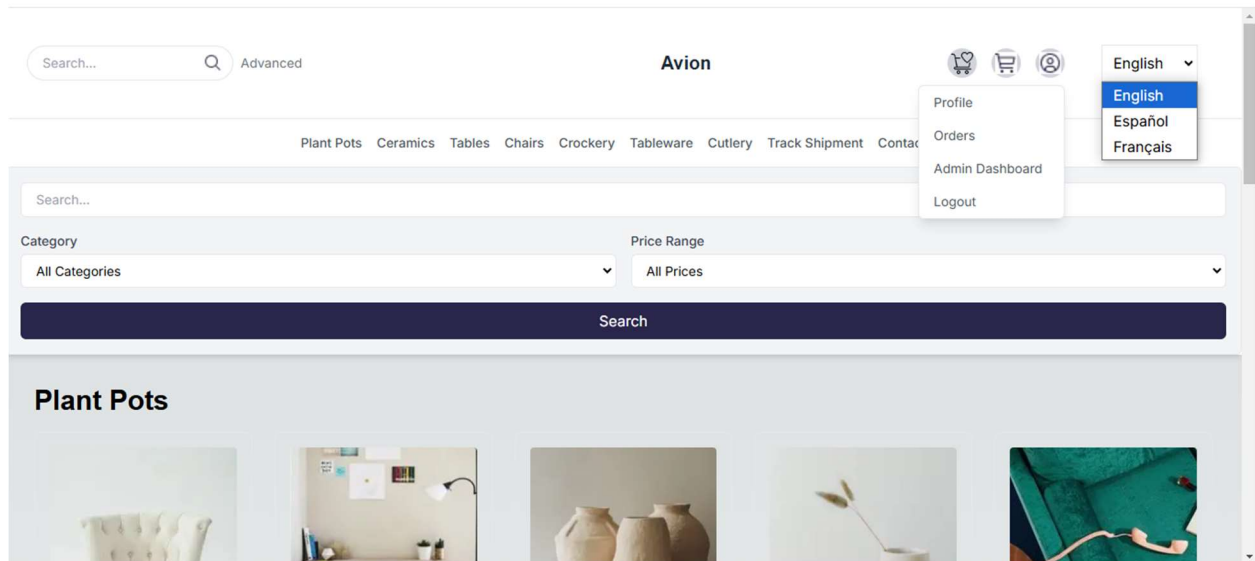 Search... Advanced Avion English
English
Español
Français
Profile
Orders
Admin Dashboard
Logout
Plant Pots Ceramics Tables Chairs Crockery Tableware Cutlery Track Shipment
Search...
Category Price Range
All Categories All Prices
Search
Plant Pots